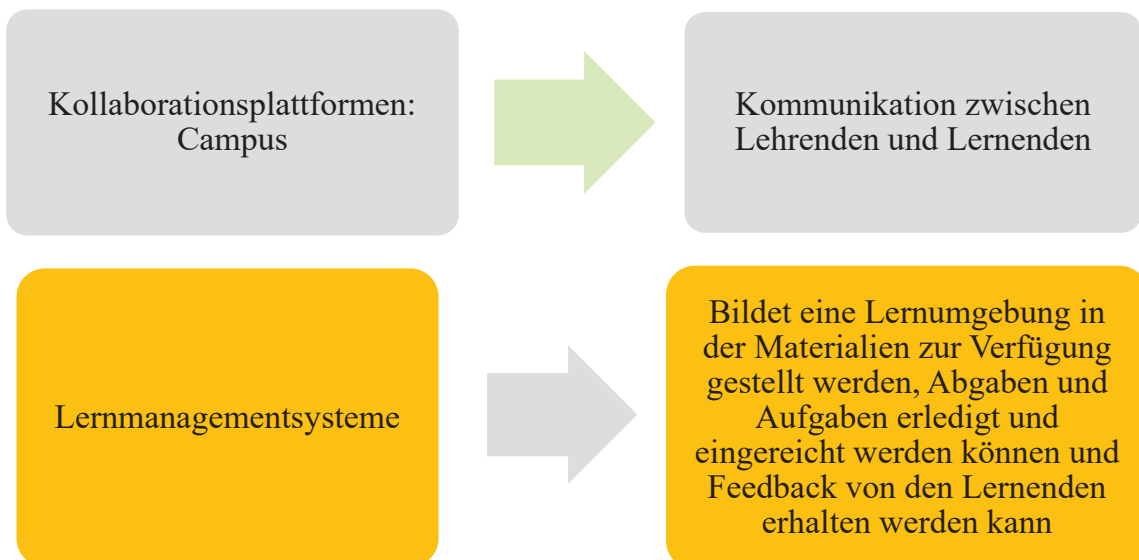 Kollaborationsplattformen:
Campus
Kommunikation zwischen
Lehrenden und Lernenden
Lernmanagementsysteme
Bildet eine Lernumgebung in
der Materialien zur Verfügung
gestellt werden, Abgaben und
Aufgaben erledigt und
eingereicht werden können und
Feedback von den Lernenden
erhalten werden kann